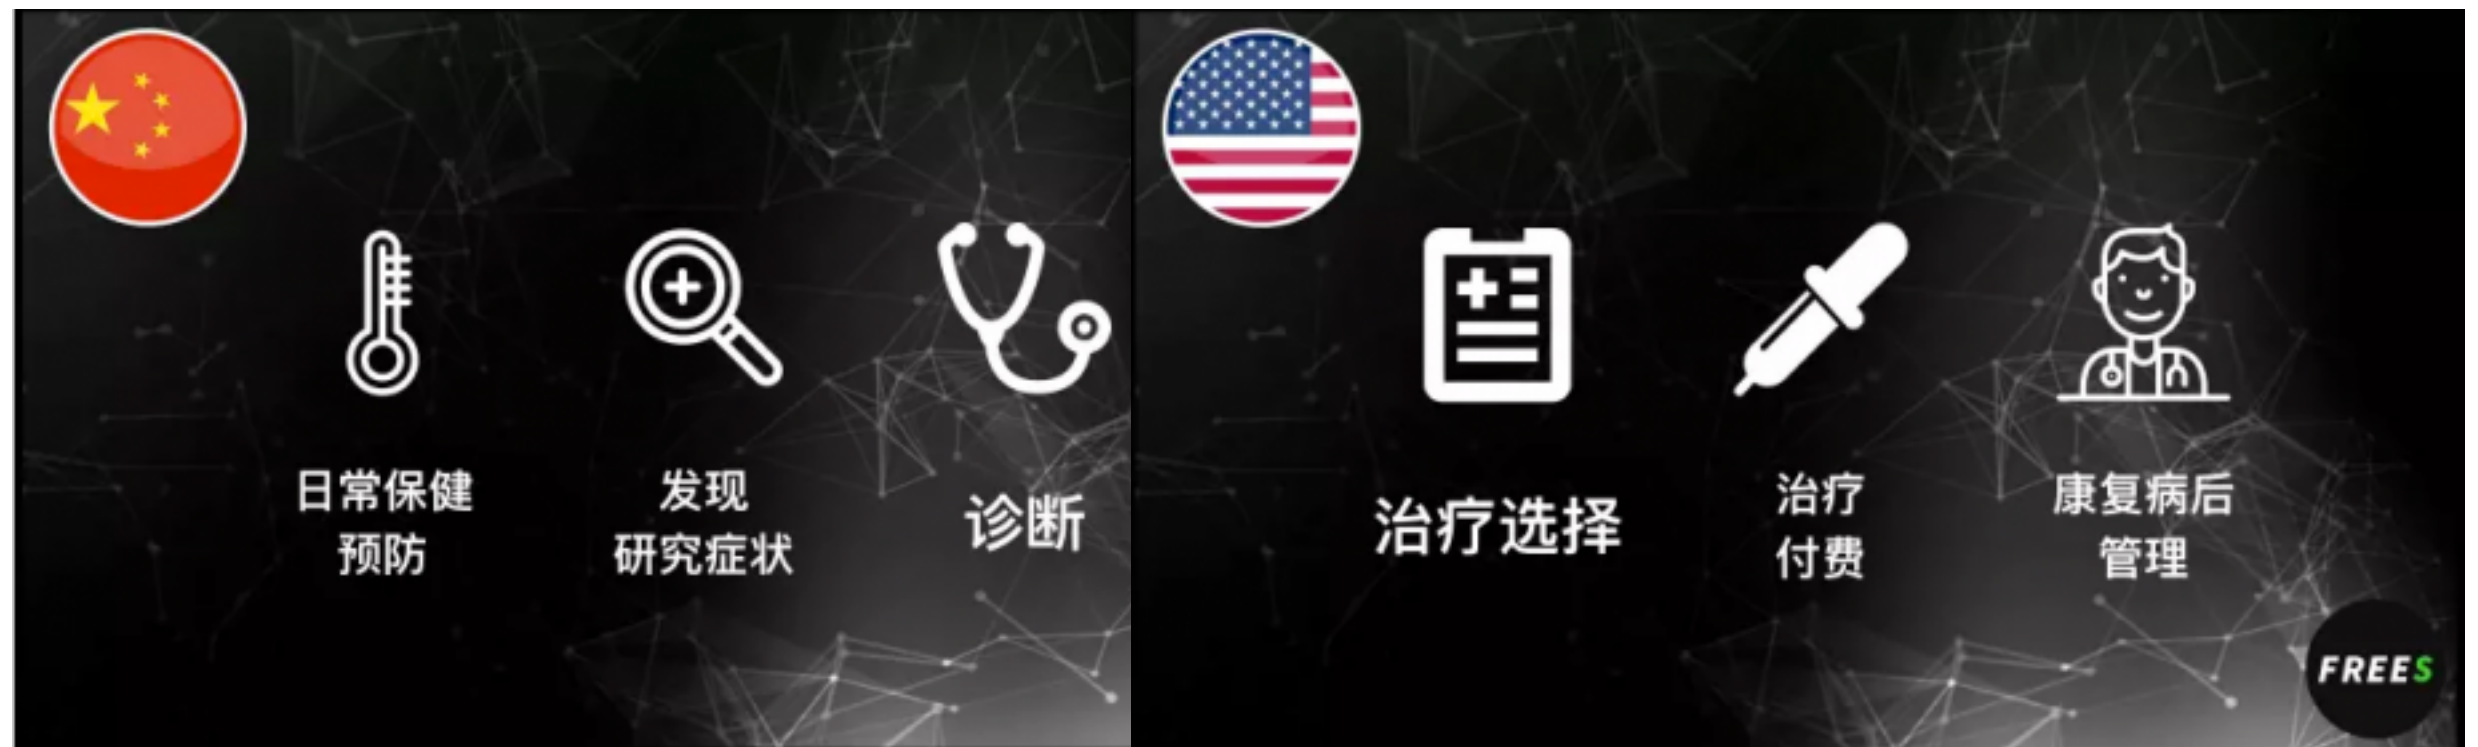 日常保健
预防
发现
研究症状
诊断
治疗选择
治疗
付费
康复病后
管理
FREES